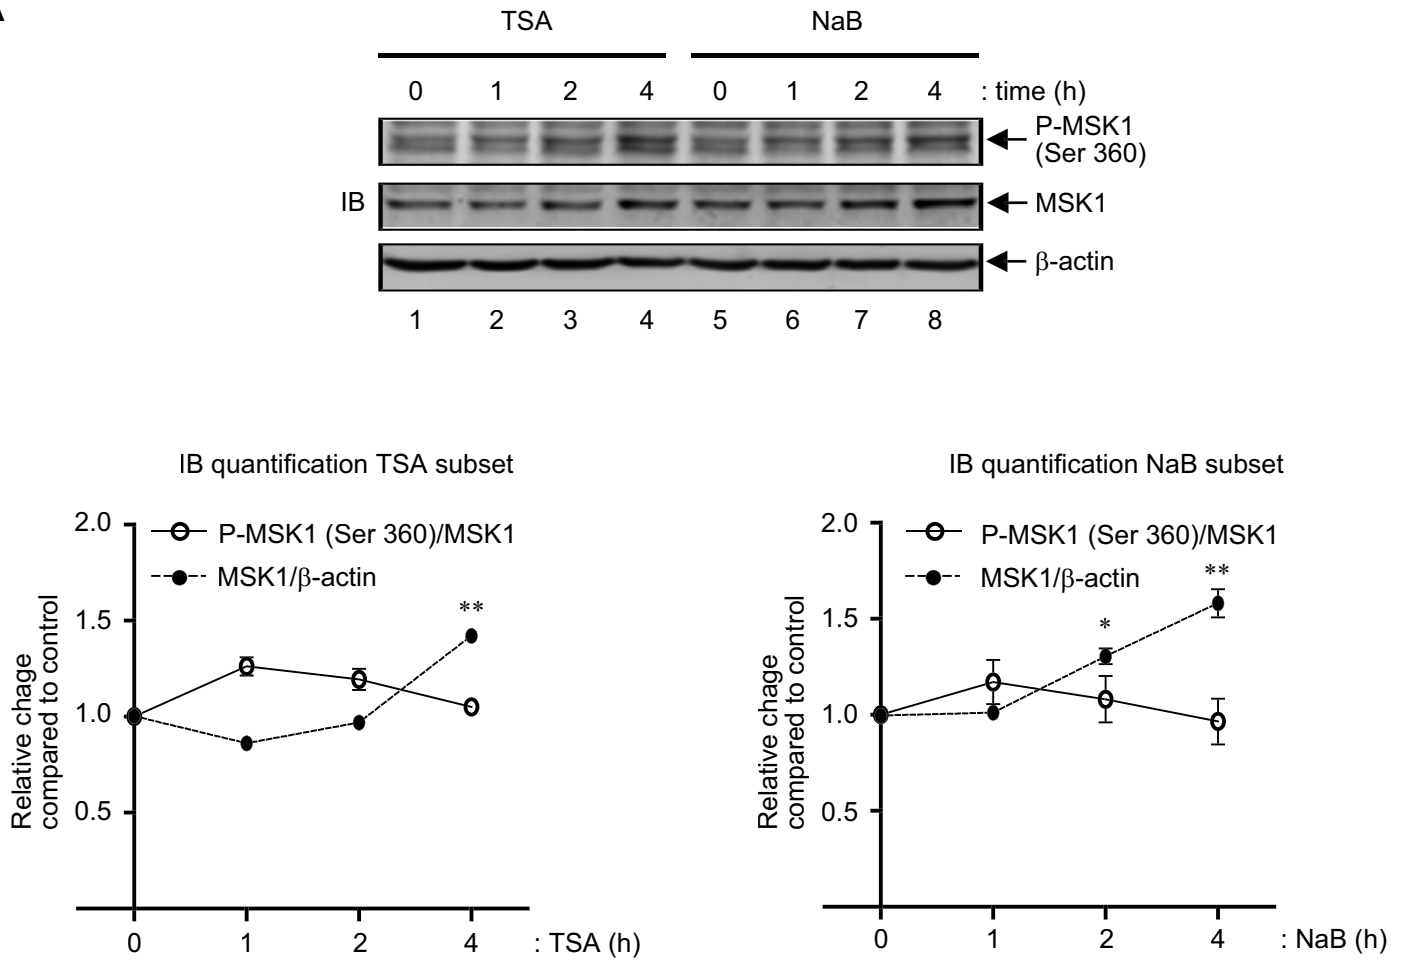 TSA NaB
0 1 2 4 0 1 2 4 : time (h)
P-MSK1
(Ser 360)
IB MSK1
β-actin
1 2 3 4 5 6 7 8
IB quantification TSA subset
2.0
P-MSK1 (Ser 360)/MSK1
MSK1/β-actin
**
1.5
1.0
0.5
Relative chage
compared to control
0 1 2 4 : TSA (h)
IB quantification NaB subset
2.0
P-MSK1 (Ser 360)/MSK1
MSK1/β-actin
**
*
1.5
1.0
0.5
Relative chage
compared to control
0 1 2 4 : NaB (h)